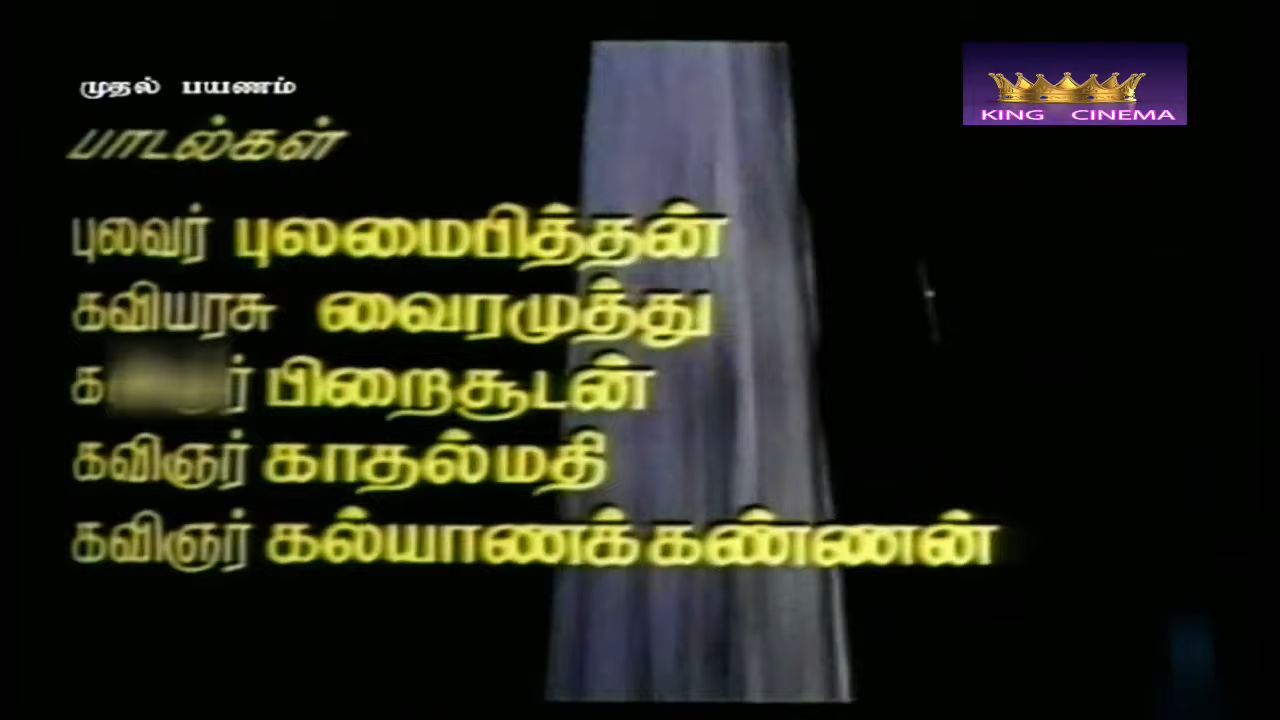 முதல் பயணம்
KING CINEMA
பாடல்கள்
புலவர் புலமைபித்தன்
கவியரசு வைரமுத்து
பிறைசூடன்
கவிஞர் காதல்மதி
கவிஞர் கல்யாணக்கண்ணன்